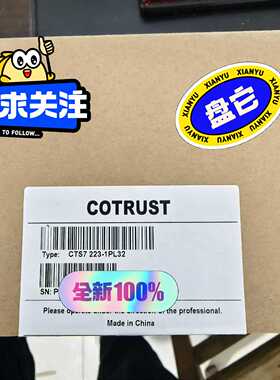 求关注
TO FOLLOW...
XIANYU
XIANYU
盘它
XIANYU
XIANYU
COTRUST
Type: CTS7 223-1PL32
SN: P
全新100%
Please operate under the direction of the professional.
Made in China